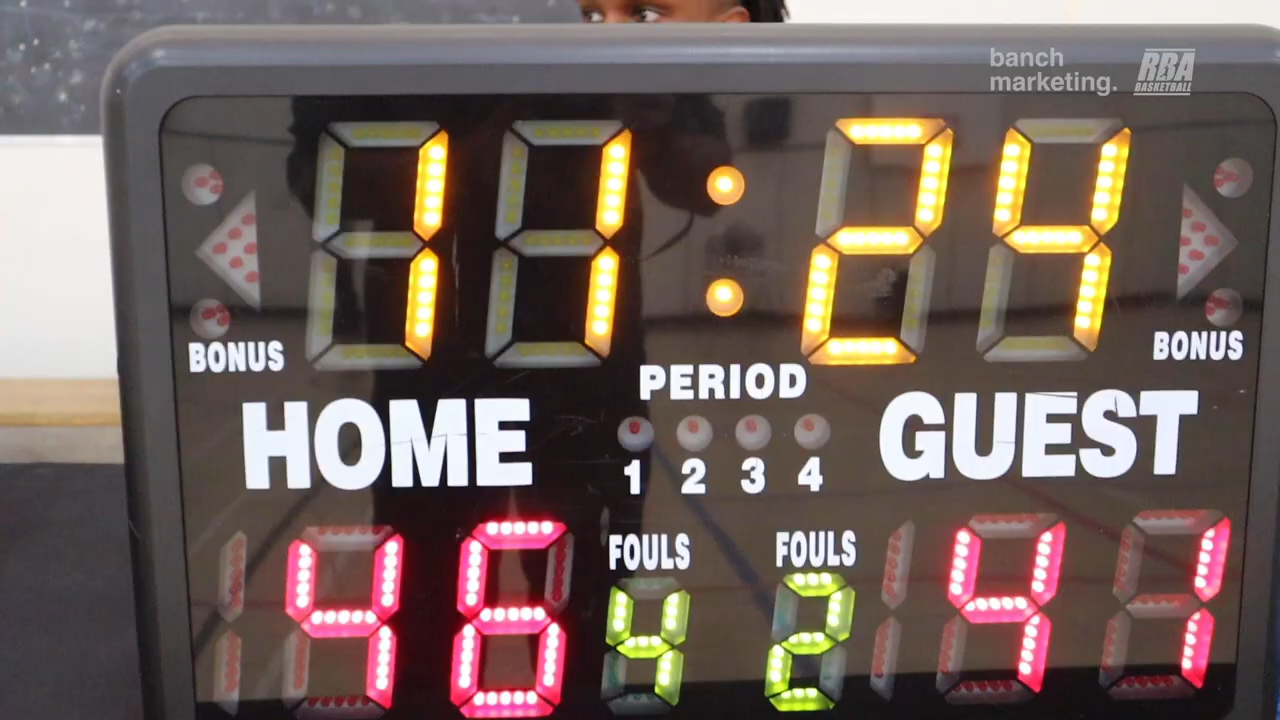 banch
marketing.
RBA
BASKETBALL
11:24
BONUS
BONUS
PERIOD
HOME
GUEST
1 2 3 4
FOULS
FOULS
46
4
2
41